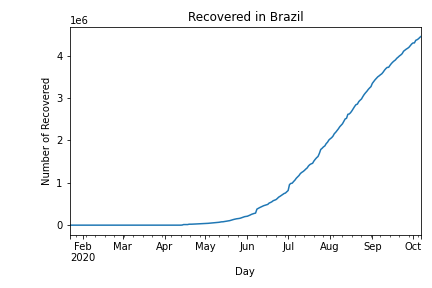 Recovered in Brazil
1e6
4
3
2
1
0
Number of Recovered
Feb Mar Apr May Jun Jul Aug Sep Oct
2020
Day